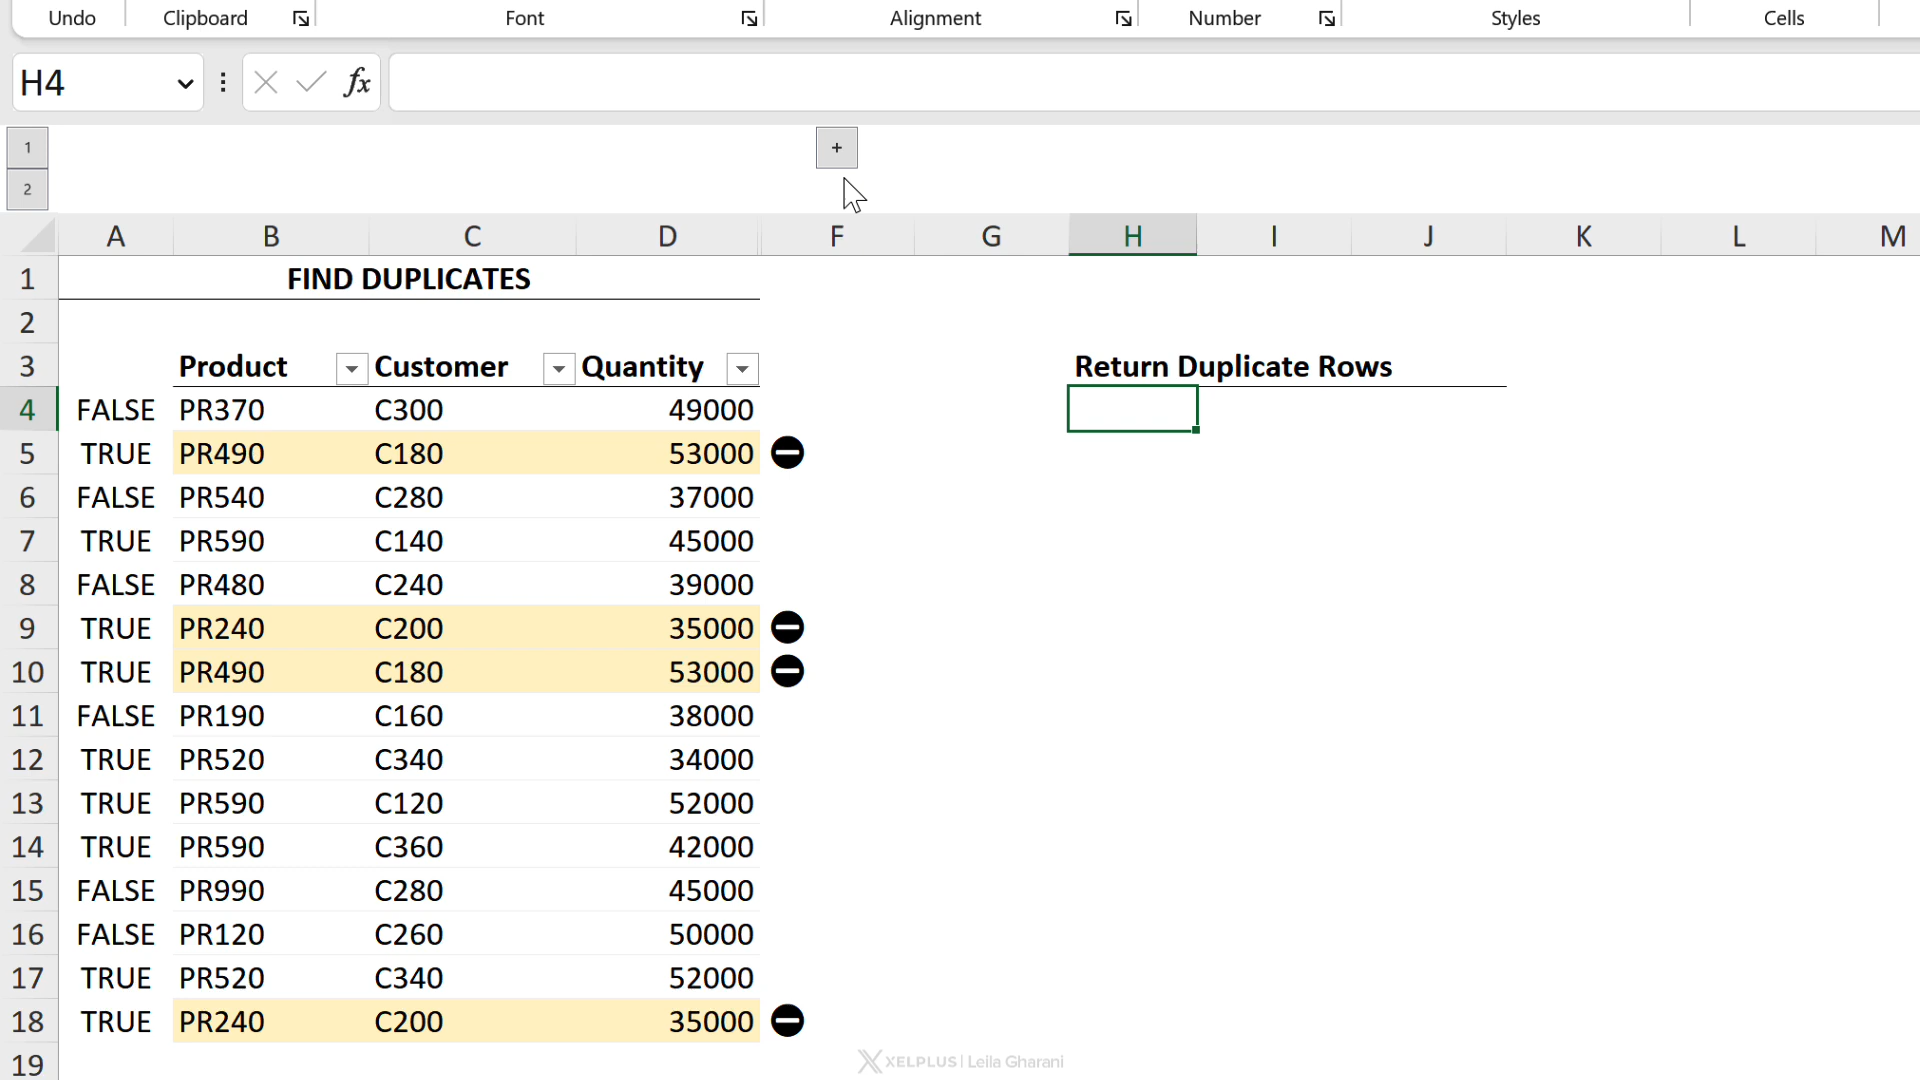 Undo Clipboard Font Alignment Number Styles Cells
H4 fx
1 +
2
A B C D F G H I J K L M
1 FIND DUPLICATES
2
3 Product Customer Quantity Return Duplicate Rows
4 FALSE PR370 C300 49000
5 TRUE PR490 C180 53000
6 FALSE PR540 C280 37000
7 TRUE PR590 C140 45000
8 FALSE PR480 C240 39000
9 TRUE PR240 C200 35000
10 TRUE PR490 C180 53000
11 FALSE PR190 C160 38000
12 TRUE PR520 C340 34000
13 TRUE PR590 C120 52000
14 TRUE PR590 C360 42000
15 FALSE PR990 C280 45000
16 FALSE PR120 C260 50000
17 TRUE PR520 C340 52000
18 TRUE PR240 C200 35000
19
XELPLUS | Leila Gharani